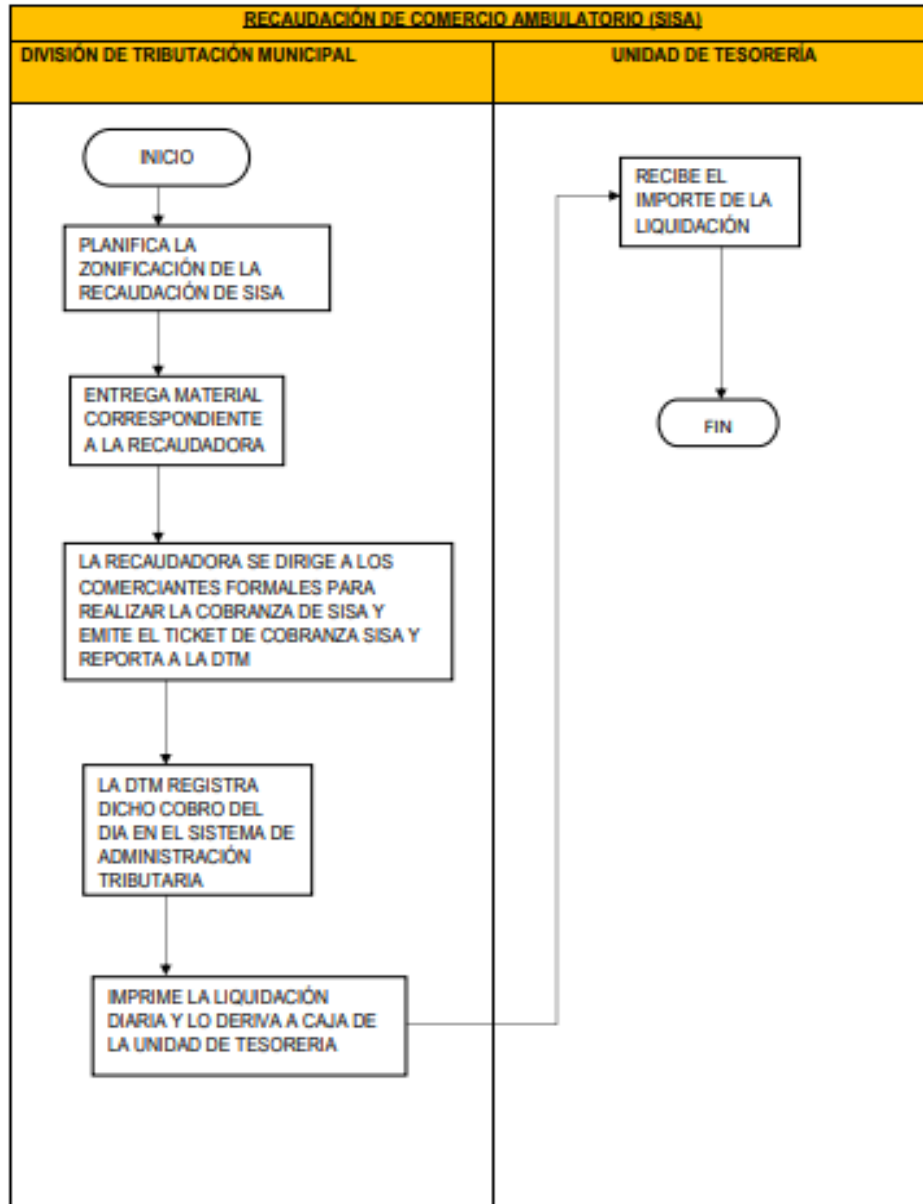 RECAUDACIÓN DE COMERCIO AMBULATORIO (SISA)
DIVISIÓN DE TRIBUTACIÓN MUNICIPAL
UNIDAD DE TESORERÍA
INICIO
PLANIFICA LA
ZONIFICACIÓN DE LA
RECAUDACIÓN DE SISA
ENTREGA MATERIAL
CORRESPONDIENTE
A LA RECAUDADORA
LA RECAUDADORA SE DIRIGE A LOS
COMERCIANTES FORMALES PARA
REALIZAR LA COBRANZA DE SISA Y
EMITE EL TICKET DE COBRANZA SISA Y
REPORTA A LA DTM
LA DTM REGISTRA
DICHO COBRO DEL
DIA EN EL SISTEMA DE
ADMINISTRACIÓN
TRIBUTARIA
IMPRIME LA LIQUIDACIÓN
DIARIA Y LO DERIVA A CAJA DE
LA UNIDAD DE TESORERIA
RECIBE EL
IMPORTE DE LA
LIQUIDACIÓN
FIN